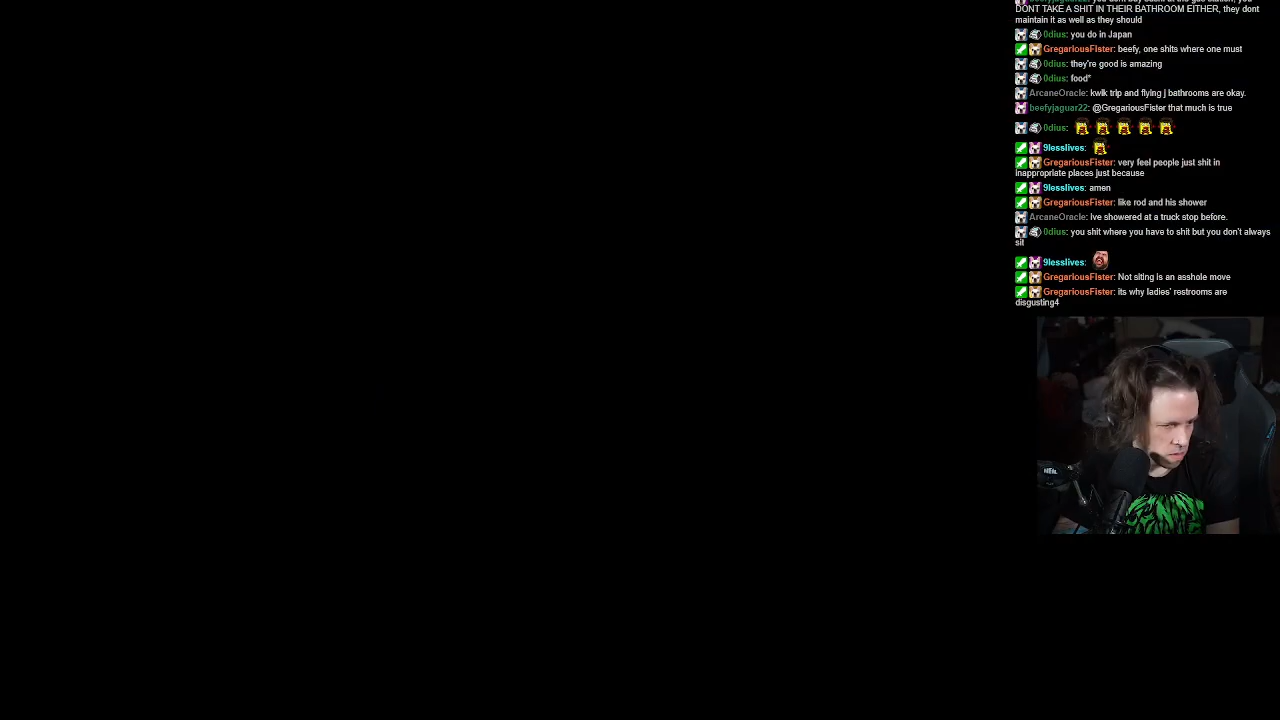 DONT TAKE A SHIT IN THEIR BATHROOM EITHER, they dont
maintain it as well as they should
0dius: you do in Japan
GregariousFister: beefy, one shits where one must
0dius: they're good is amazing
0dius: food*
ArcaneOracle: kwik trip and flying j bathrooms are okay.
beefyjaguar22: @GregariousFister that much is true
0dius:
9lesslives:
GregariousFister: very feel people just shit in
inappropriate places just because
9lesslives: amen
GregariousFister: like rod and his shower
ArcaneOracle: Ive showered at a truck stop before.
0dius: you shit where you have to shit but you don't always
sit
9lesslives:
GregariousFister: Not siting is an asshole move
GregariousFister: its why ladies' restrooms are
disgusting4